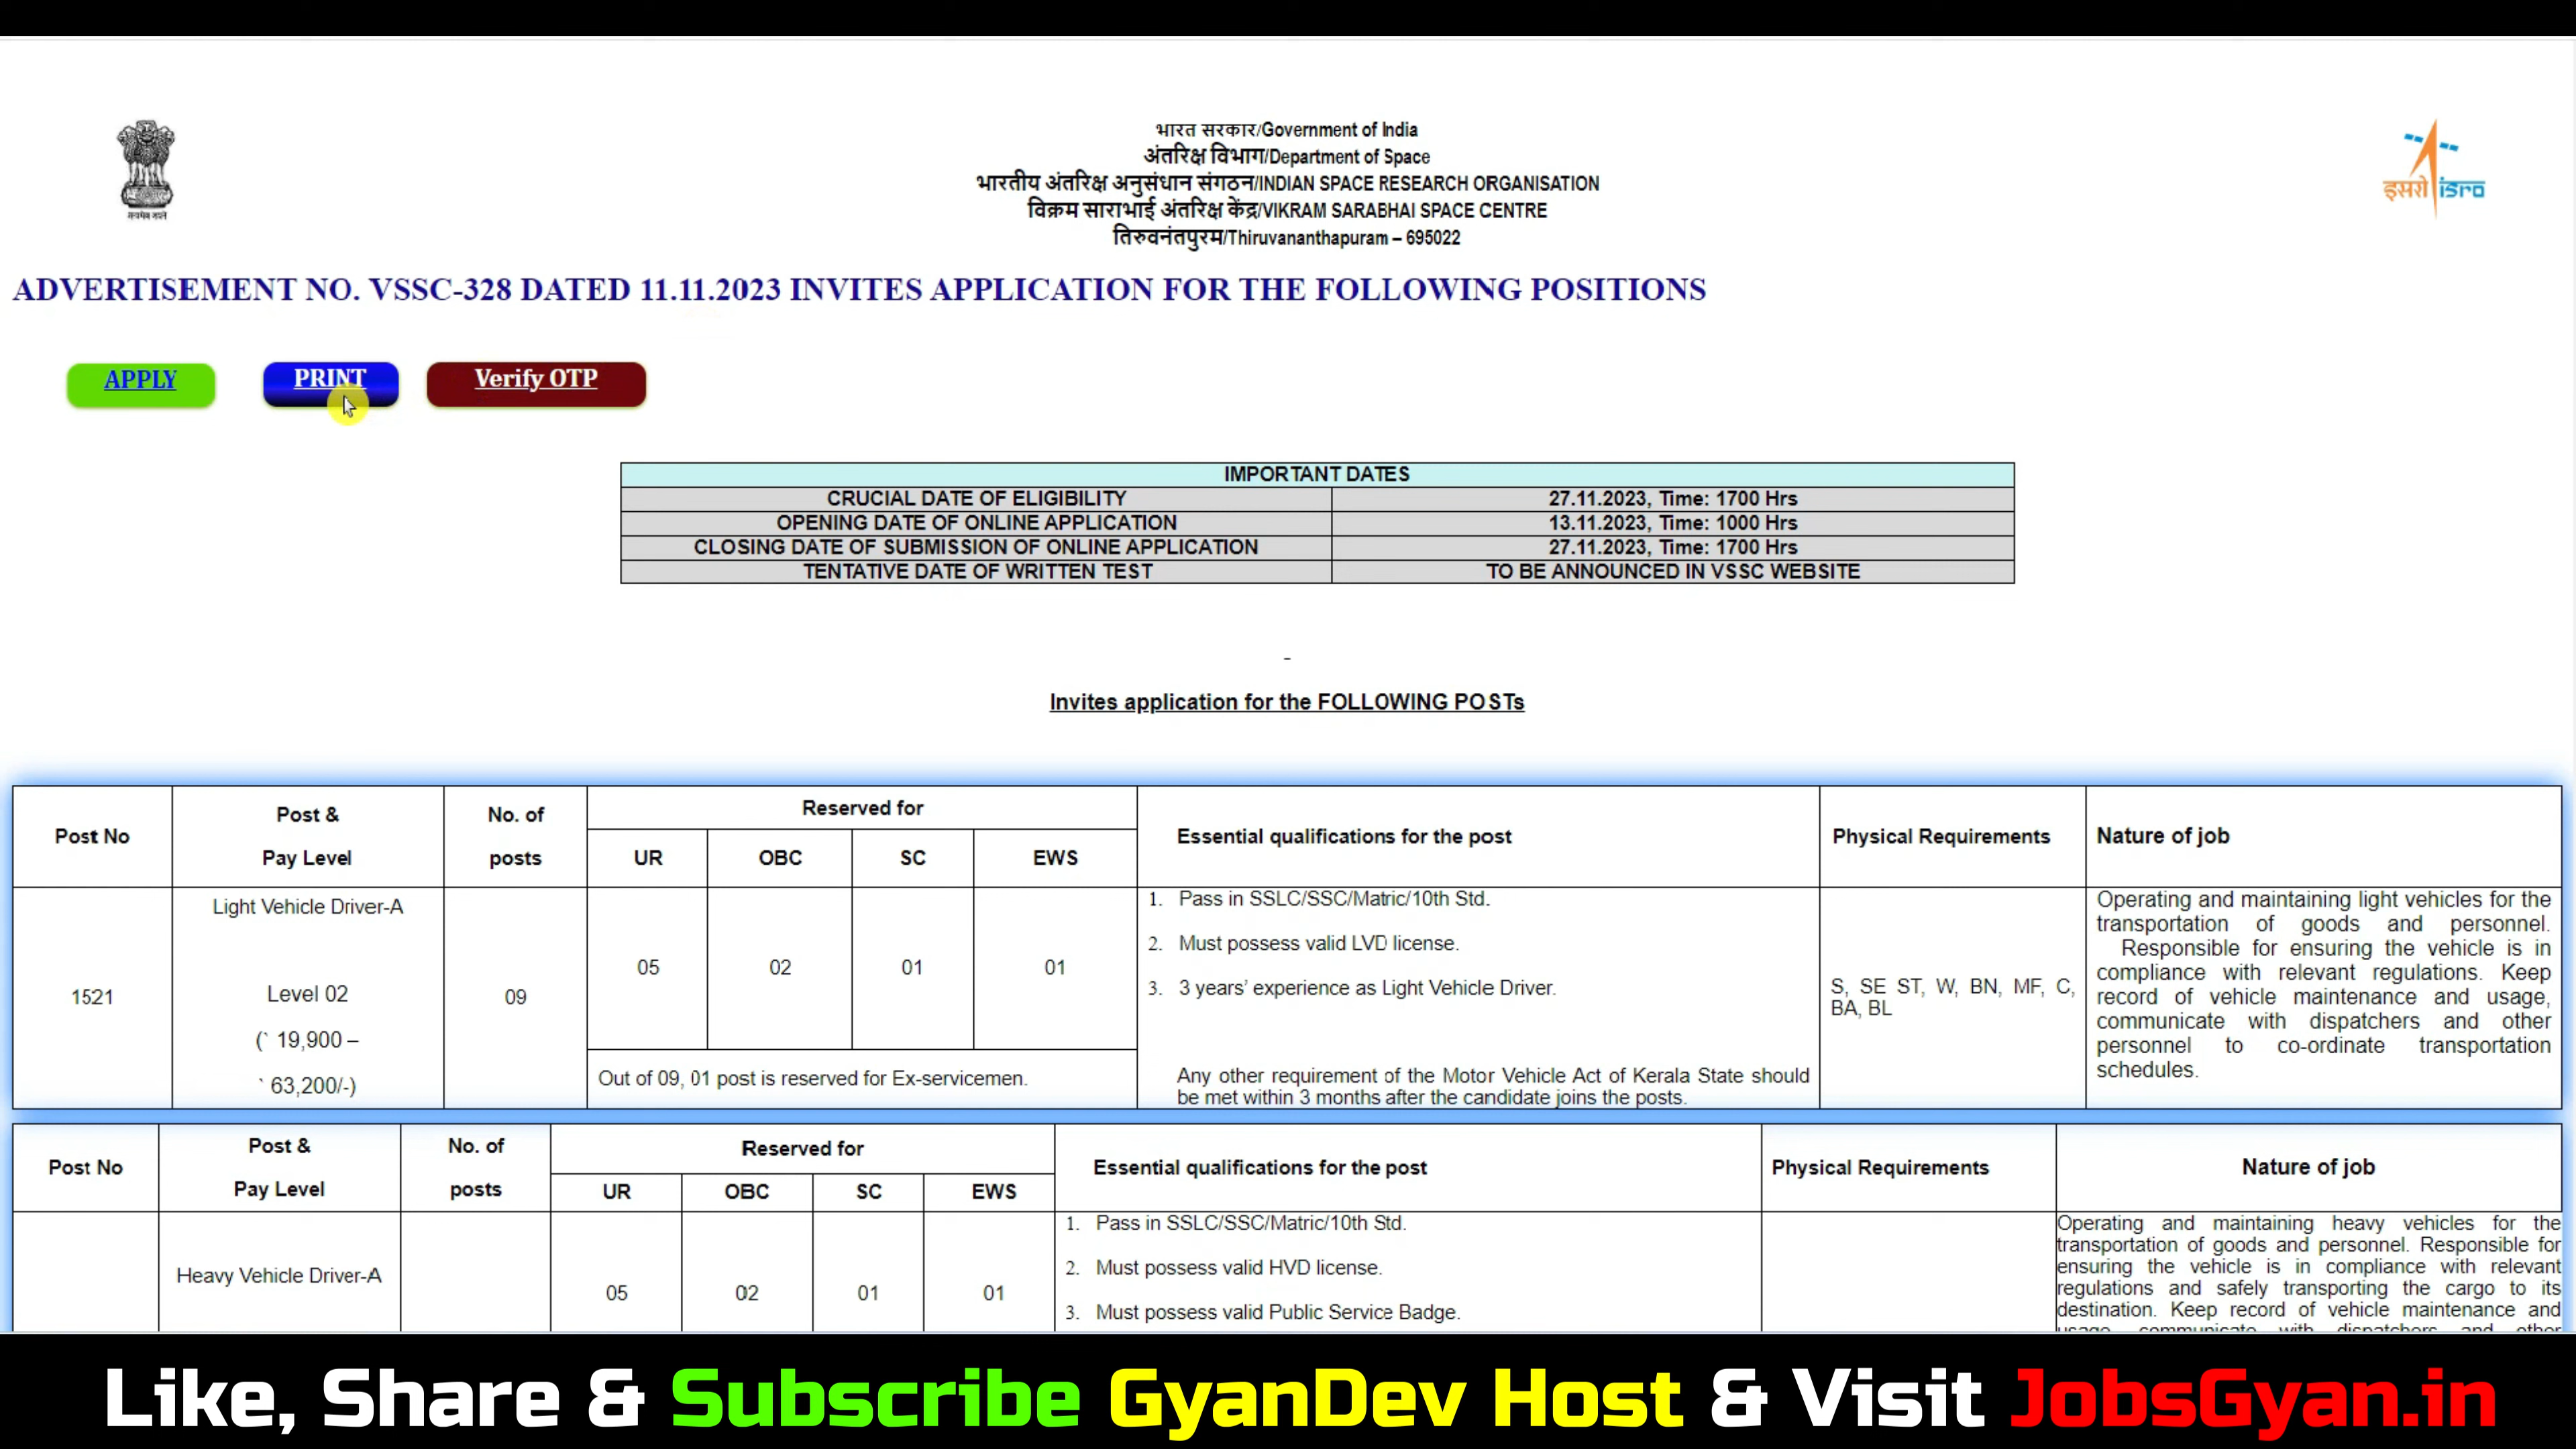 सत्यमेव जयते
भारत सरकार/Government of India
अंतरिक्ष विभाग/Department of Space
भारतीय अंतरिक्ष अनुसंधान संगठन/INDIAN SPACE RESEARCH ORGANISATION
विक्रम साराभाई अंतरिक्ष केंद्र/VIKRAM SARABHAI SPACE CENTRE
तिरुवनंतपुरम/Thiruvananthapuram – 695022
इसरो isro
ADVERTISEMENT NO. VSSC-328 DATED 11.11.2023 INVITES APPLICATION FOR THE FOLLOWING POSITIONS
APPLY PRINT Verify OTP
IMPORTANT DATES
CRUCIAL DATE OF ELIGIBILITY 27.11.2023, Time: 1700 Hrs
OPENING DATE OF ONLINE APPLICATION 13.11.2023, Time: 1000 Hrs
CLOSING DATE OF SUBMISSION OF ONLINE APPLICATION 27.11.2023, Time: 1700 Hrs
TENTATIVE DATE OF WRITTEN TEST TO BE ANNOUNCED IN VSSC WEBSITE
-
Invites application for the FOLLOWING POSTs
Post No
Post &
Pay Level
No. of
posts
Reserved for
UR OBC SC EWS
Essential qualifications for the post
Physical Requirements
Nature of job
1521
Light Vehicle Driver-A
Level 02
(` 19,900 –
` 63,200/-)
09
05 02 01 01
Out of 09, 01 post is reserved for Ex-servicemen.
1. Pass in SSLC/SSC/Matric/10th Std.
2. Must possess valid LVD license.
3. 3 years’ experience as Light Vehicle Driver.
Any other requirement of the Motor Vehicle Act of Kerala State should
be met within 3 months after the candidate joins the posts.
S, SE ST, W, BN, MF, C,
BA, BL
Operating and maintaining light vehicles for the
transportation of goods and personnel.
Responsible for ensuring the vehicle is in
compliance with relevant regulations. Keep
record of vehicle maintenance and usage,
communicate with dispatchers and other
personnel to co-ordinate transportation
schedules.
Post No
Post &
Pay Level
No. of
posts
Reserved for
UR OBC SC EWS
Essential qualifications for the post
Physical Requirements
Nature of job
Heavy Vehicle Driver-A
05 02 01 01
1. Pass in SSLC/SSC/Matric/10th Std.
2. Must possess valid HVD license.
3. Must possess valid Public Service Badge.
Operating and maintaining heavy vehicles for the
transportation of goods and personnel. Responsible for
ensuring the vehicle is in compliance with relevant
regulations and safely transporting the cargo to its
destination. Keep record of vehicle maintenance and
usage, communicate with dispatchers and other
Like, Share & Subscribe GyanDev Host & Visit JobsGyan.in